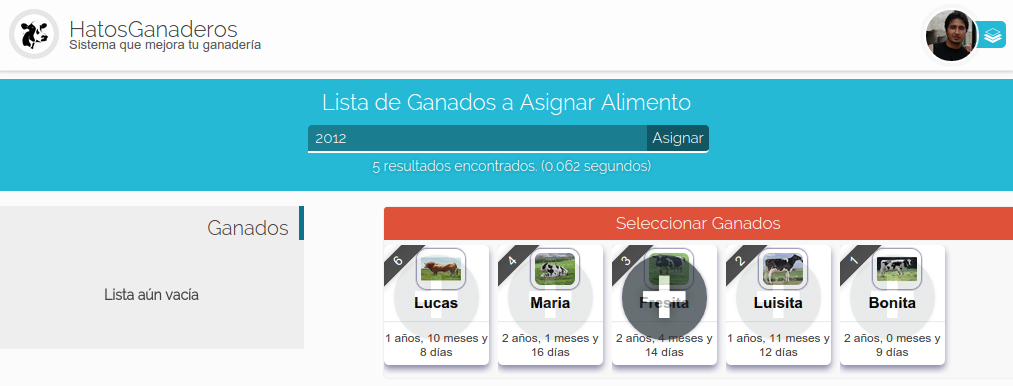 HatosGanaderos
Sistema que mejora tu ganadería
Lista de Ganados a Asignar Alimento
2012 Asignar
5 resultados encontrados. (0.062 segundos)
Ganados
Lista aún vacía
Seleccionar Ganados
6
Lucas
1 años, 10 meses y
8 días
4
Maria
2 años, 1 meses y
16 días
3
Fresita
2 años, 4 meses y
14 días
2
Luisita
1 años, 11 meses y
12 días
1
Bonita
2 años, 0 meses y
9 días